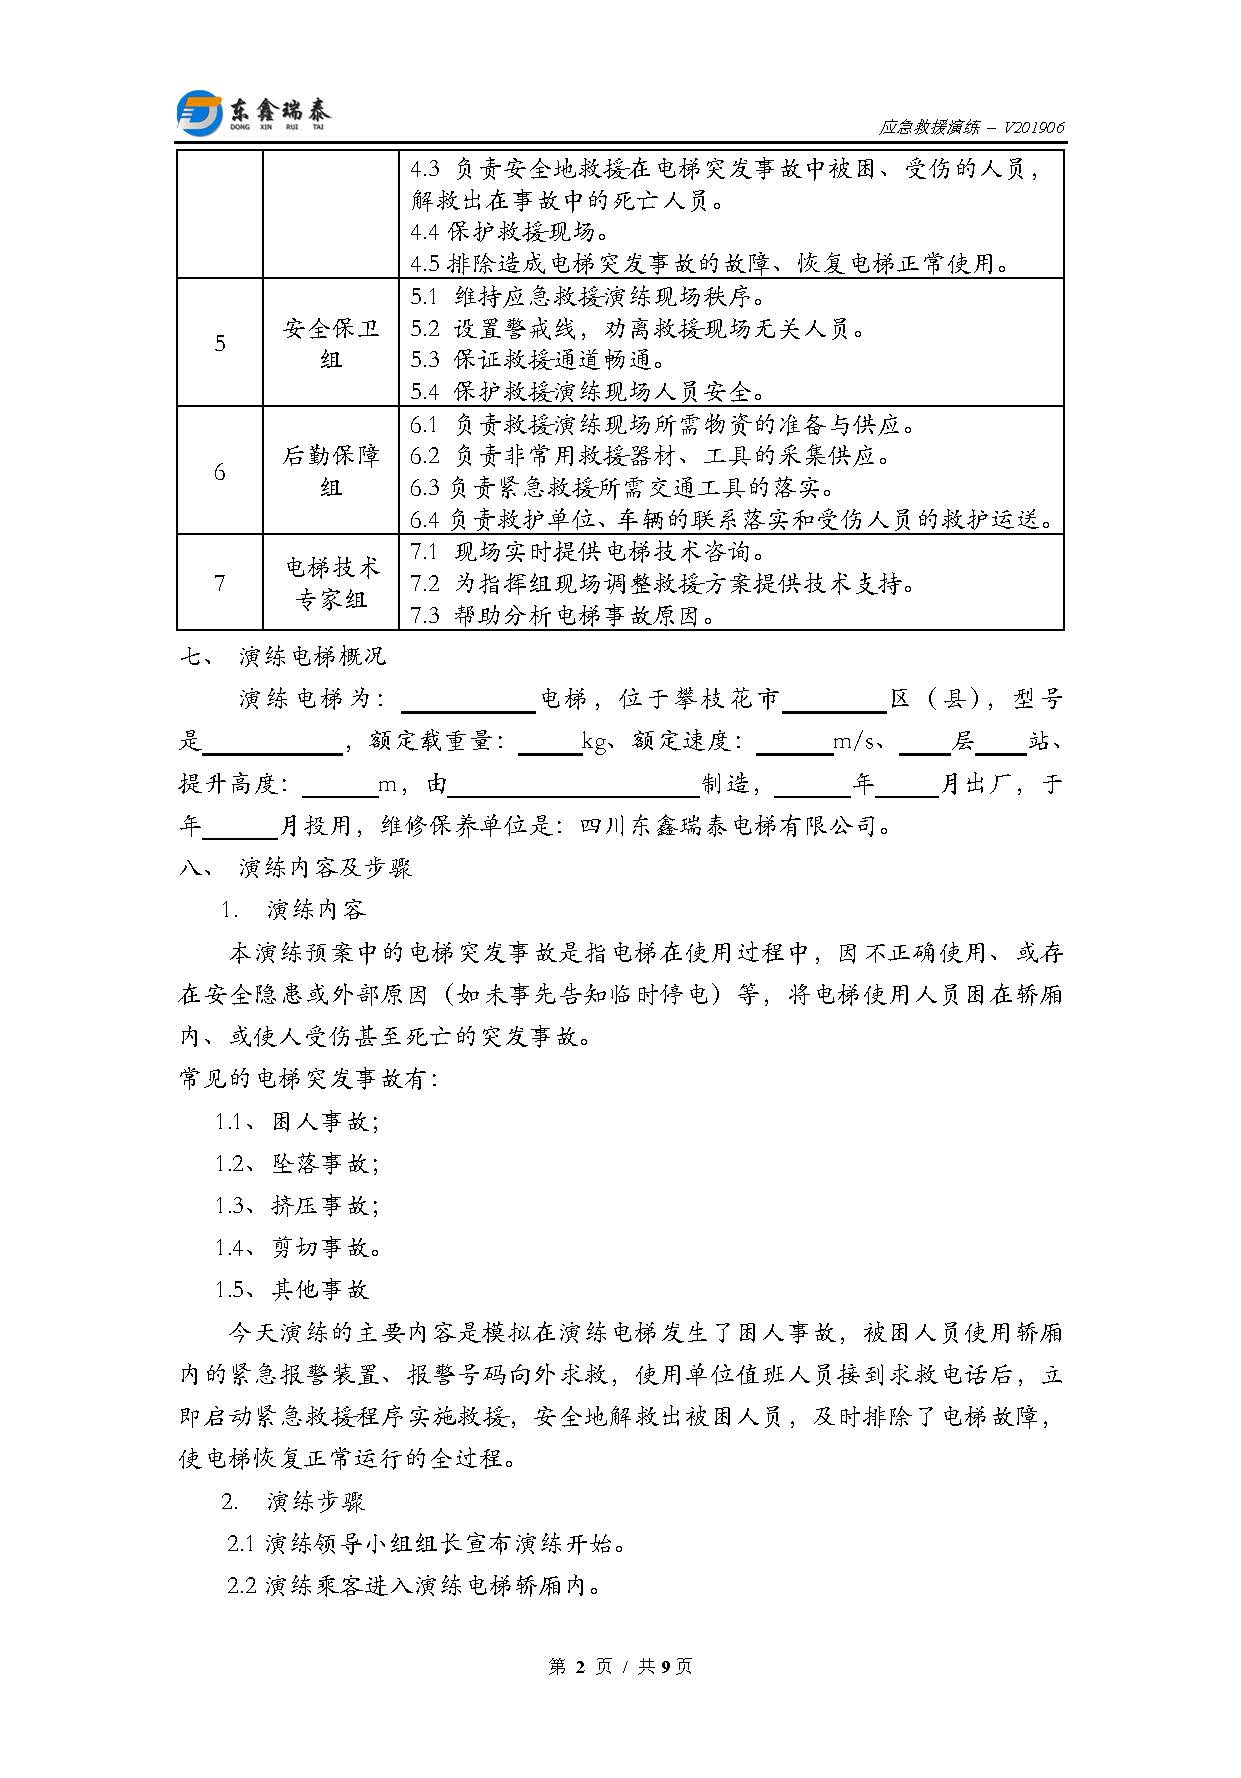 东鑫瑞泰
DONG XIN RUI TAI
应急救援演练 – V201906
4.3 负责安全地救援在电梯突发事故中被困、受伤的人员，
解救出在事故中的死亡人员。
4.4 保护救援现场。
4.5 排除造成电梯突发事故的故障、恢复电梯正常使用。
5
安全保卫
组
5.1 维持应急救援演练现场秩序。
5.2 设置警戒线，劝离救援现场无关人员。
5.3 保证救援通道畅通。
5.4 保护救援演练现场人员安全。
6
后勤保障
组
6.1 负责救援演练现场所需物资的准备与供应。
6.2 负责非常用救援器材、工具的采集供应。
6.3 负责紧急救援所需交通工具的落实。
6.4 负责救护单位、车辆的联系落实和受伤人员的救护运送。
7
电梯技术
专家组
7.1 现场实时提供电梯技术咨询。
7.2 为指挥组现场调整救援方案提供技术支持。
7.3 帮助分析电梯事故原因。
七、 演练电梯概况
演练电梯为：__________电梯，位于攀枝花市________区（县），型号
是___________，额定载重量：_____kg、额定速度：______m/s、____层____站、
提升高度：______m，由____________________制造，______年_____月出厂，于
年______月投用，维修保养单位是：四川东鑫瑞泰电梯有限公司。
八、 演练内容及步骤
1. 演练内容
本演练预案中的电梯突发事故是指电梯在使用过程中，因不正确使用、或存
在安全隐患或外部原因（如未事先告知临时停电）等，将电梯使用人员困在轿厢
内、或使人受伤甚至死亡的突发事故。
常见的电梯突发事故有：
1.1、困人事故；
1.2、坠落事故；
1.3、挤压事故；
1.4、剪切事故。
1.5、其他事故
今天演练的主要内容是模拟在演练电梯发生了困人事故，被困人员使用轿厢
内的紧急报警装置、报警号码向外求救，使用单位值班人员接到求救电话后，立
即启动紧急救援程序实施救援，安全地解救出被困人员，及时排除了电梯故障，
使电梯恢复正常运行的全过程。
2. 演练步骤
2.1 演练领导小组组长宣布演练开始。
2.2 演练乘客进入演练电梯轿厢内。
第 2 页 / 共 9 页